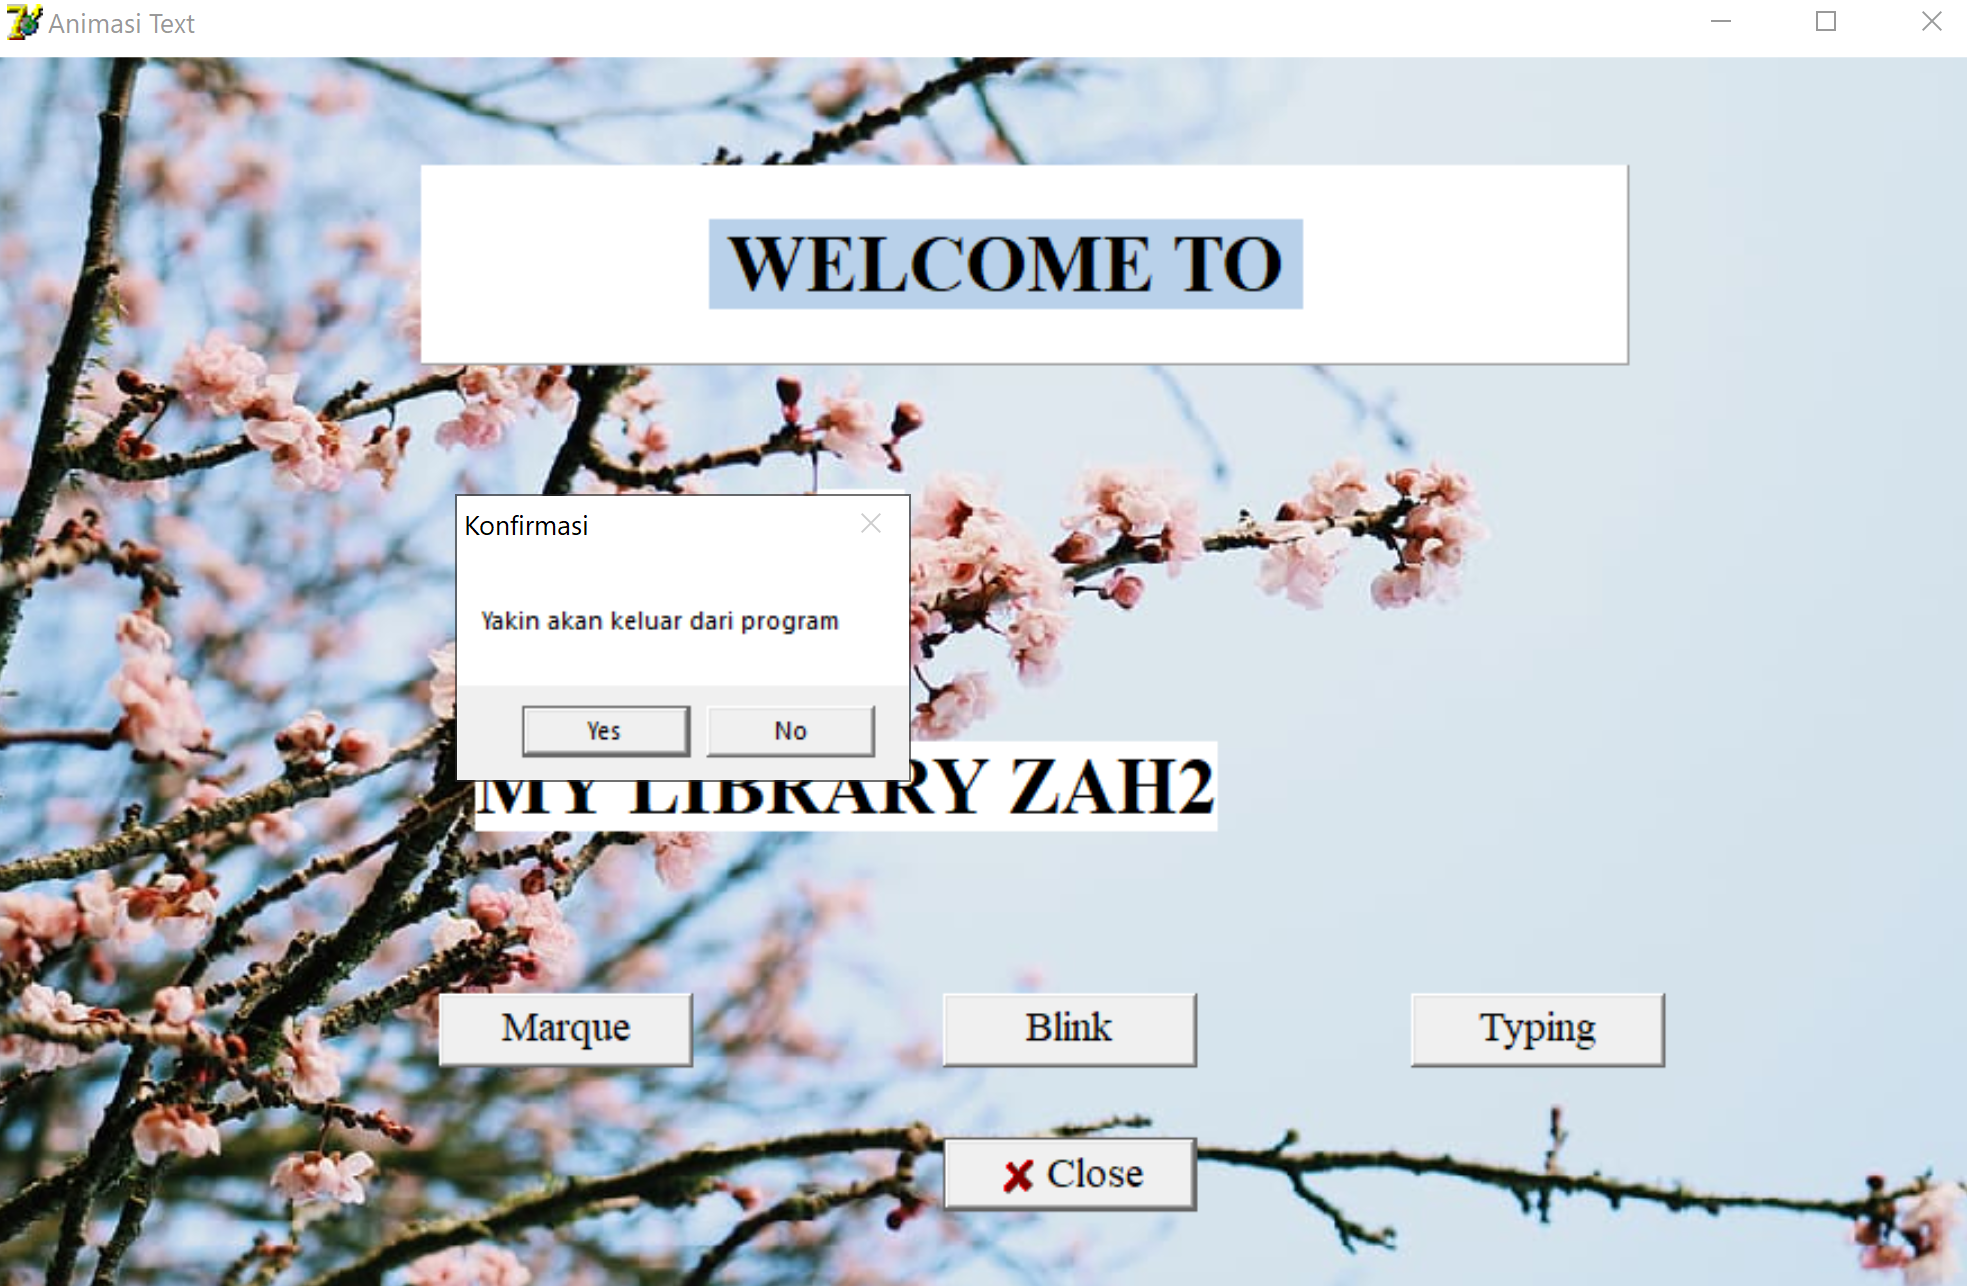 Animasi Text
WELCOME TO
Konfirmasi
Yakin akan keluar dari program
Yes
No
MY LIBRARY ZAH2
Marque
Blink
Typing
Close